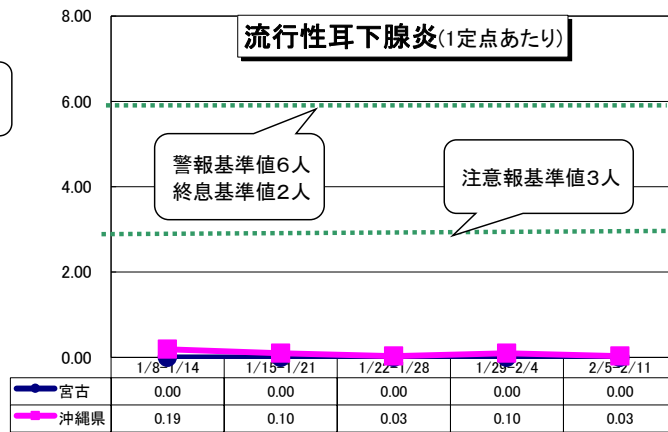 流行性耳下腺炎(1定点あたり)
8.00
6.00
4.00
2.00
0.00
警報基準値6人
終息基準値2人
注意報基準値3人
1/8-1/14 1/15-1/21 1/22-1/28 1/29-2/4 2/5-2/11
宮古 0.00 0.00 0.00 0.00 0.00
沖縄県 0.19 0.10 0.03 0.10 0.03